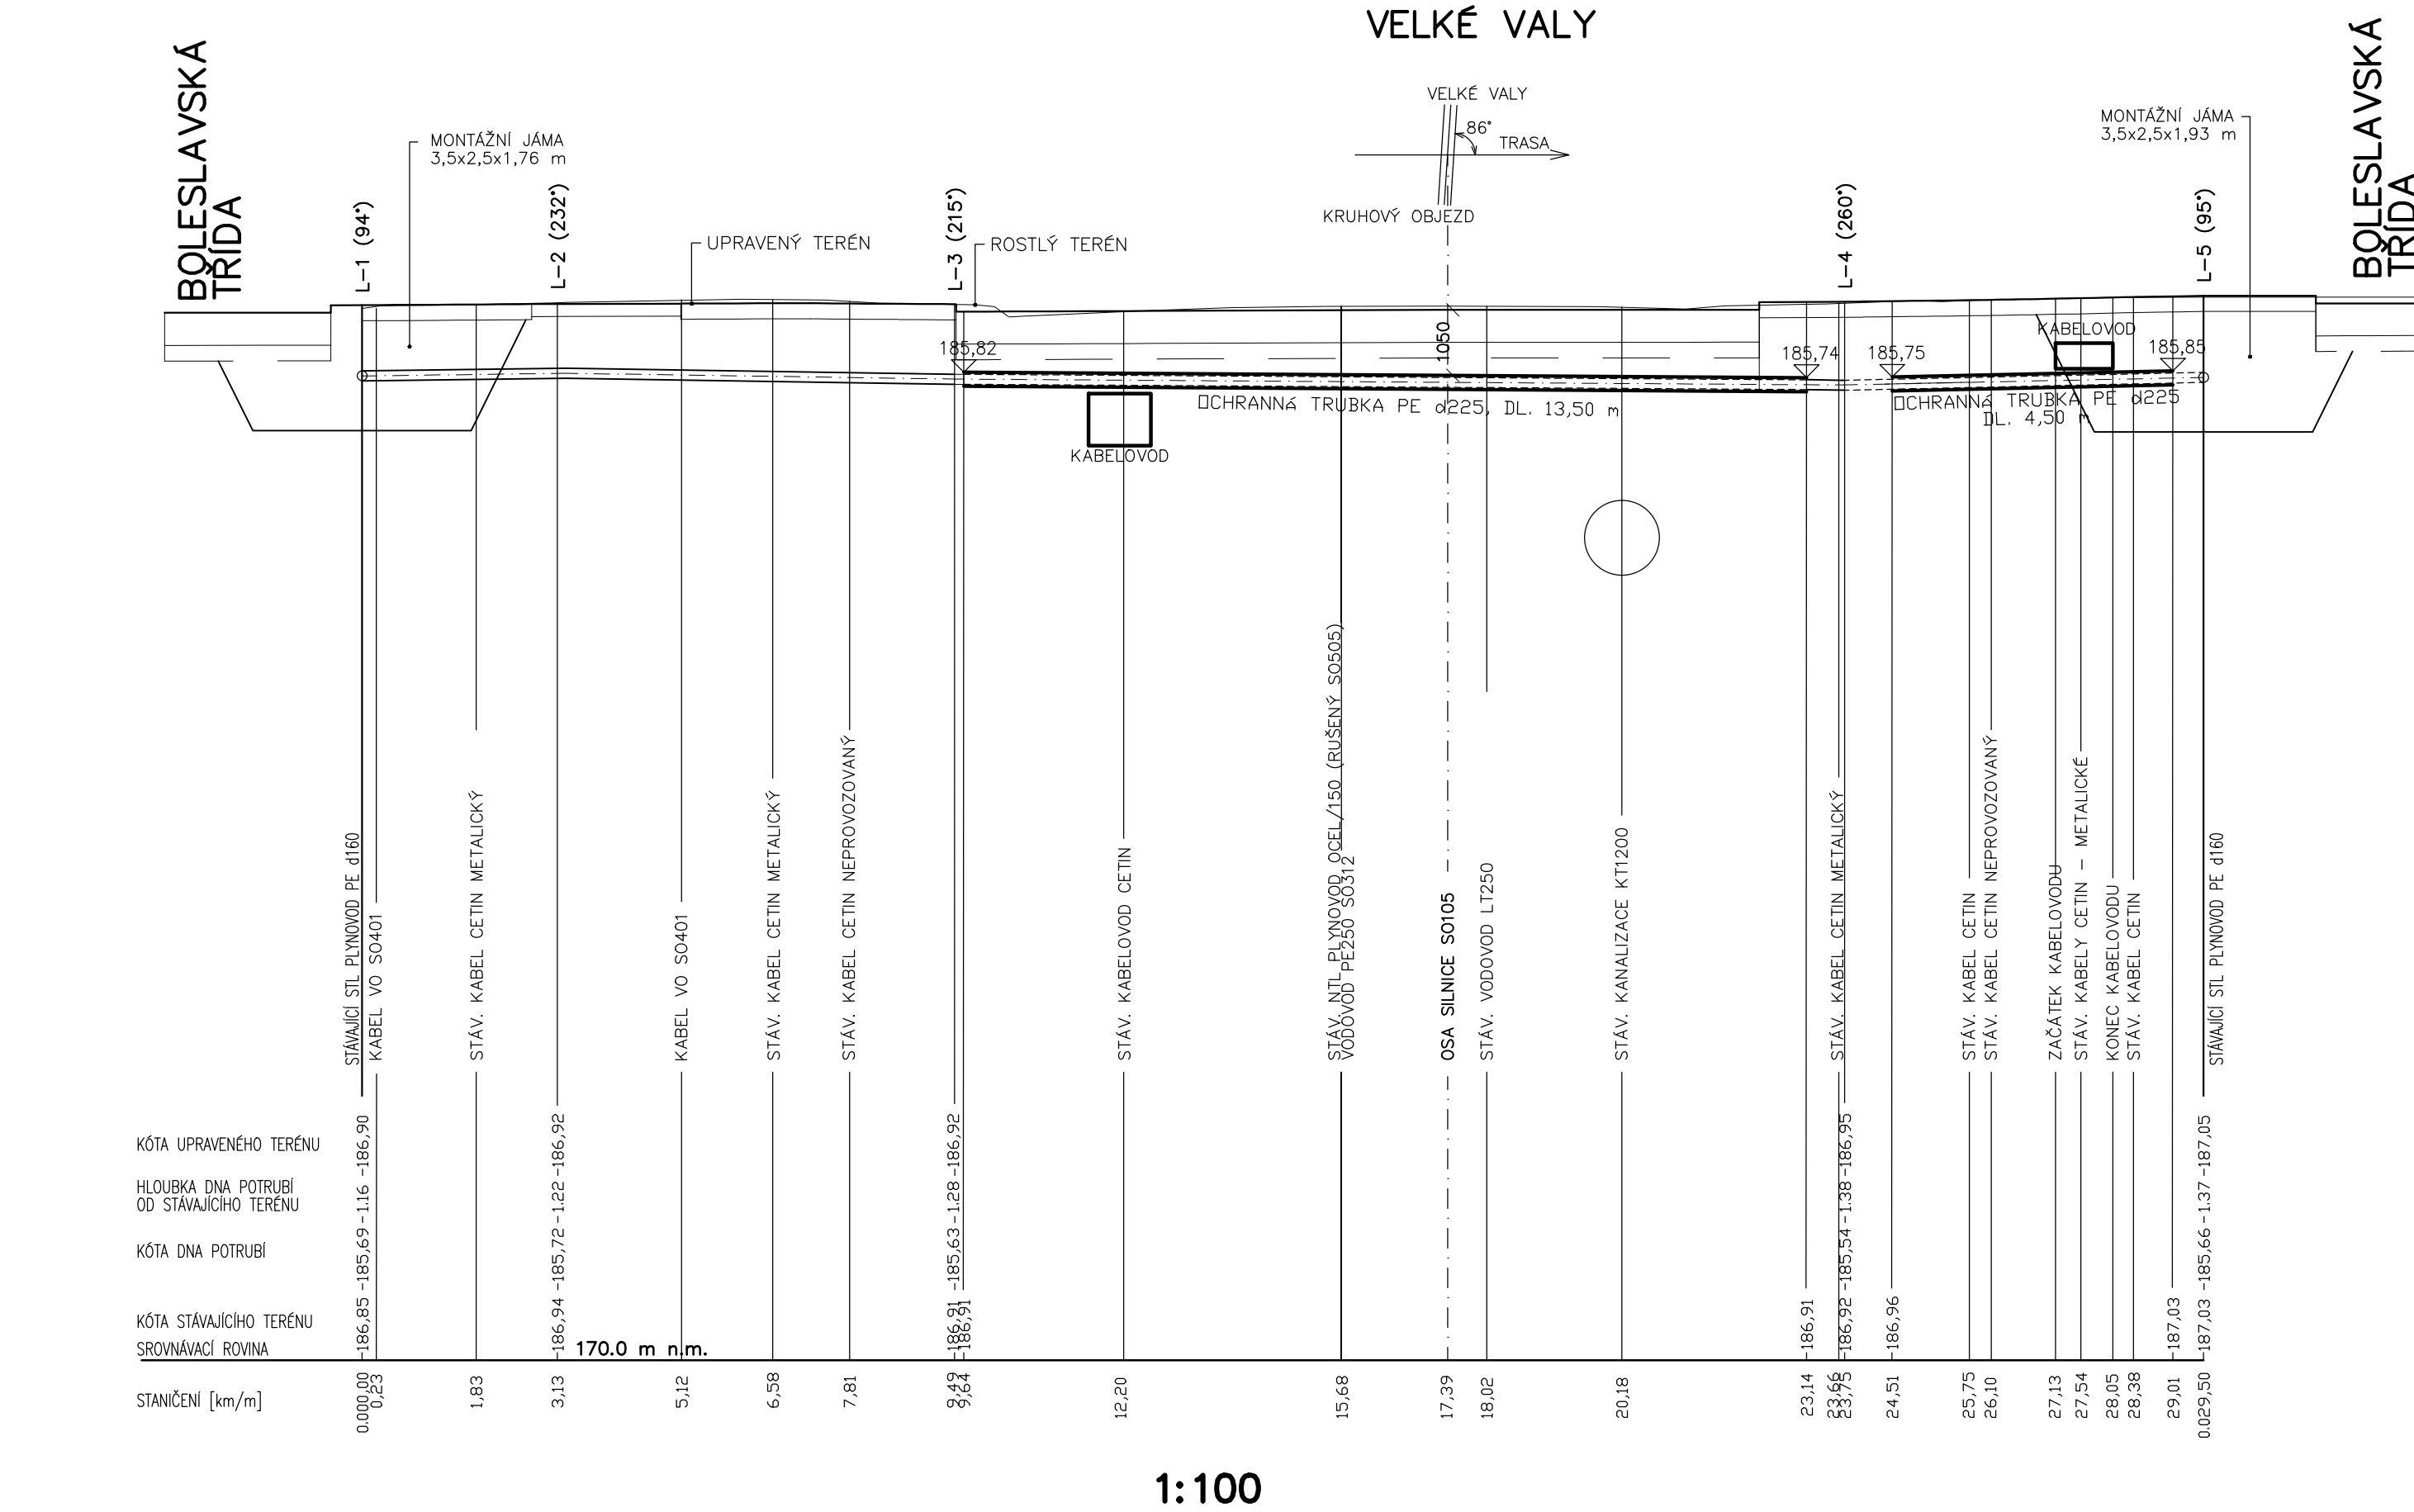 VELKÉ VALY
BOLESLAVSKÁ
TŘÍDA
BOLESLAVSKÁ
TŘÍDA
VELKÉ VALY
86°
TRASA
KRUHOVÝ OBJEZD
MONTÁŽNÍ JÁMA
3,5x2,5x1,76 m
MONTÁŽNÍ JÁMA
3,5x2,5x1,93 m
L-1 (94°)
L-2 (232°)
UPRAVENÝ TERÉN
L-3 (215°)
ROSTLÝ TERÉN
L-4 (260°)
L-5 (95°)
185,82
1050
185,74
185,75
KABELOVOD
185,85
OCHRANNá TRUBKA PE d225, DL. 13,50 m
OCHRANNÁ TRUBKA PE d225
DL. 4,50 m
KABELOVOD
STÁVAJÍCÍ STL PLYNOVOD PE d160
KABEL VO SO401
STÁV. KABEL CETIN METALICKÝ
KABEL VO SO401
STÁV. KABEL CETIN METALICKÝ
STÁV. KABEL CETIN NEPROVOZOVANÝ
STÁV. KABELOVOD CETIN
STÁV. NTL PLYNOVOD OCEL/150 (RUŠENÝ SO505)
VODOVOD PE250 SO312
OSA SILNICE SO105
STÁV. VODOVOD LT250
STÁV. KANALIZACE KT1200
STÁV. KABEL CETIN METALICKÝ
STÁV. KABEL CETIN
STÁV. KABEL CETIN NEPROVOZOVANÝ
ZAČÁTEK KABELOVODU
STÁV. KABELY CETIN - METALICKÉ
KONEC KABELOVODU
STÁV. KABEL CETIN
STÁVAJÍCÍ STL PLYNOVOD PE d160
KÓTA UPRAVENÉHO TERÉNU
-186,90
-186,92
-186,92
-186,95
-187,05
HLOUBKA DNA POTRUBÍ
OD STÁVAJÍCÍHO TERÉNU
-1.16
-1.22
-1.28
-1.38
-1.37
KÓTA DNA POTRUBÍ
-185,69
-185,72
-185,63
-185,54
-185,66
KÓTA STÁVAJÍCÍHO TERÉNU
-186,85
-186,94
-186,91
-186,91
-186,91
-186,92
-186,96
-187,03
-187,03
SROVNÁVACÍ ROVINA
170.0 m n.m.
STANIČENÍ [km/m]
0.000,00
0,23
1,83
3,13
5,12
6,58
7,81
9,49
9,64
12,20
15,68
17,39
18,02
20,18
23,14
23,66
23,75
24,51
25,75
26,10
27,13
27,54
28,05
28,38
29,01
0.029,50
1:100